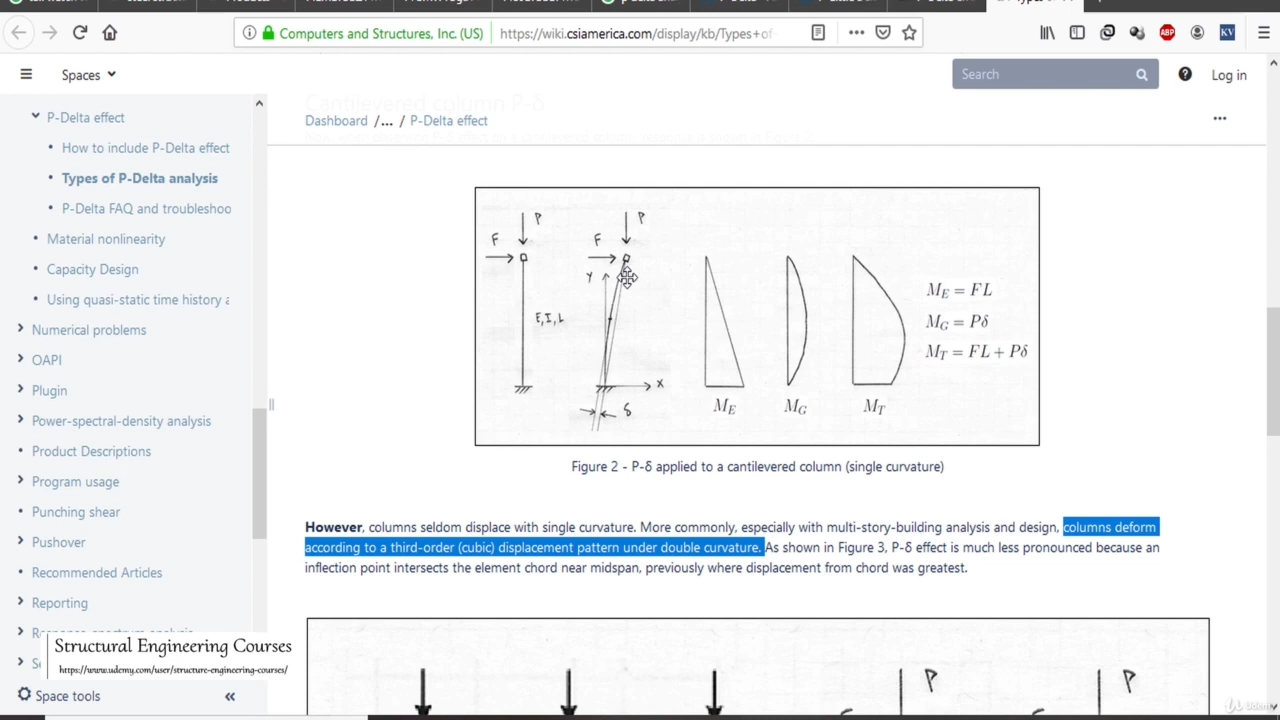 Computers and Structures, Inc. (US)
https://wiki.csiamerica.com/display/kb/Types+of-
ABP
KV
Spaces
Search
Log in
P-Delta effect
How to include P-Delta effect
Types of P-Delta analysis
P-Delta FAQ and troubleshoo
Material nonlinearity
Capacity Design
Using quasi-static time history a
Numerical problems
OAPI
Plugin
Power-spectral-density analysis
Product Descriptions
Program usage
Punching shear
Pushover
Recommended Articles
Reporting
Space tools
«
Structural Engineering Courses
https://www.udemy.com/user/structure-engineering-courses/
Cantilevered column P-δ
Dashboard /... / P-Delta effect
P
P
F
F
Y
E, I, L
X
δ
M_E
M_G
M_T
M_E = FL
M_G = Pδ
M_T = FL + Pδ
Figure 2 - P-δ applied to a cantilevered column (single curvature)
However, columns seldom displace with single curvature. More commonly, especially with multi-story-building analysis and design, columns deform
according to a third-order (cubic) displacement pattern under double curvature. As shown in Figure 3, P-δ effect is much less pronounced because an
inflection point intersects the element chord near midspan, previously where displacement from chord was greatest.
P
P
Udemy